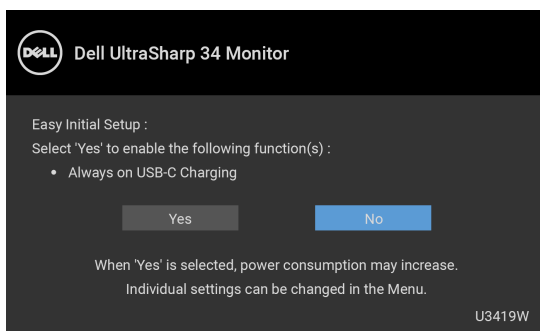 DELL
Dell UltraSharp 34 Monitor
Easy Initial Setup :
Select 'Yes' to enable the following function(s) :
• Always on USB-C Charging
Yes
No
When 'Yes' is selected, power consumption may increase.
Individual settings can be changed in the Menu.
U3419W